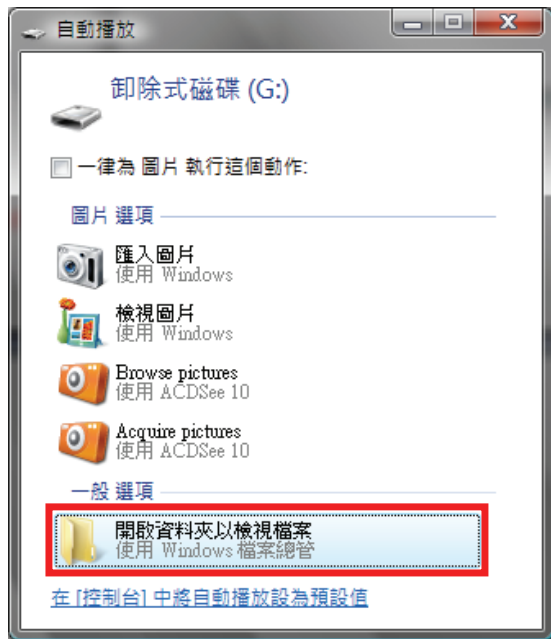 自動播放
卸除式磁碟 (G:)
一律為 圖片 執行這個動作:
圖片 選項
匯入圖片
使用 Windows
檢視圖片
使用 Windows
Browse pictures
使用 ACDSee 10
Acquire pictures
使用 ACDSee 10
一般 選項
開啟資料夾以檢視檔案
使用 Windows 檔案總管
在 [控制台] 中將自動播放設為預設值